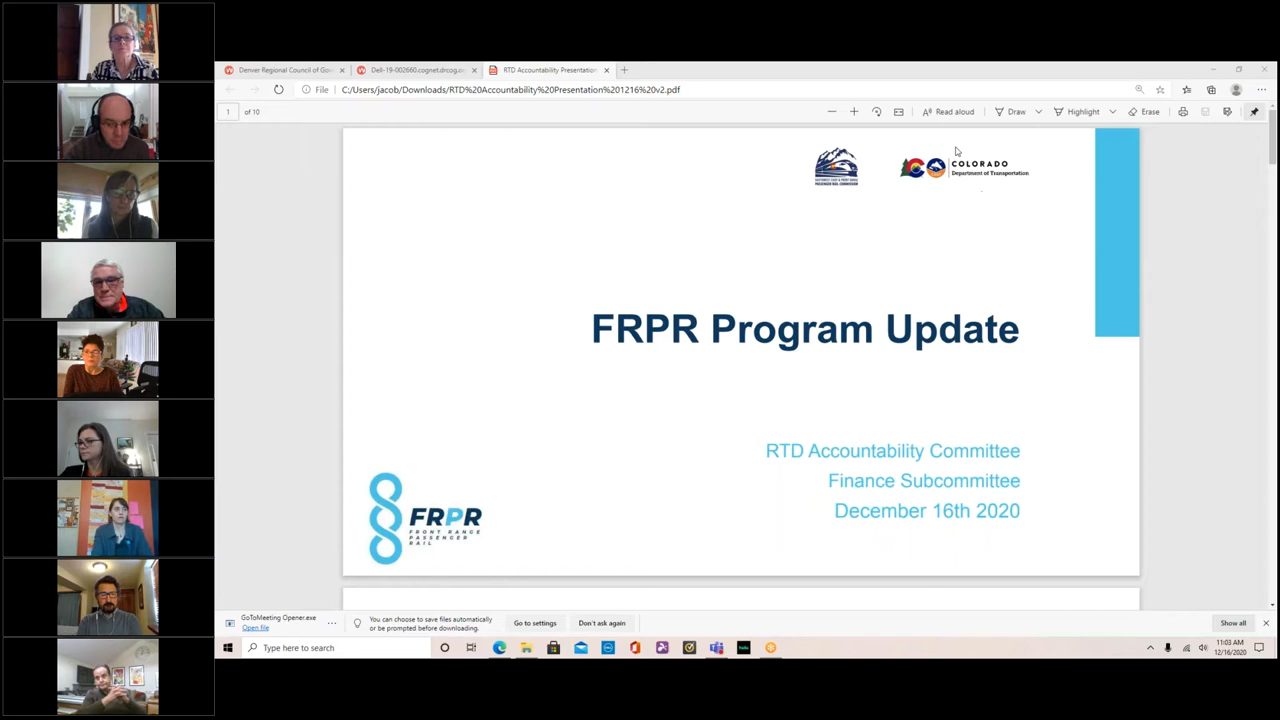 Denver Regional Council of Gov
Dell-19-002660.cognet.drcog.o
RTD Accountability Presentation
File
C:/Users/jacob/Downloads/RTD%20Accountability%20Presentation%201216%20v2.pdf
1 of 10
Read aloud
Draw
Highlight
Erase
PASSENGER RAIL COMMISSION
COLORADO
Department of Transportation
FRPR Program Update
RTD Accountability Committee
Finance Subcommittee
December 16th 2020
FRPR
FRONT RANGE
PASSENGER
RAIL
GoToMeeting Opener.exe
Open file
You can choose to save files automatically
or be prompted before downloading.
Go to settings
Don't ask again
Show all
Type here to search
11:03 AM
12/16/2020